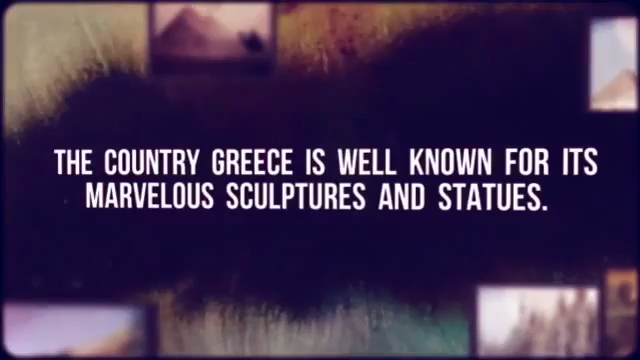 THE COUNTRY GREECE IS WELL KNOWN FOR ITS
MARVELOUS SCULPTURES AND STATUES.